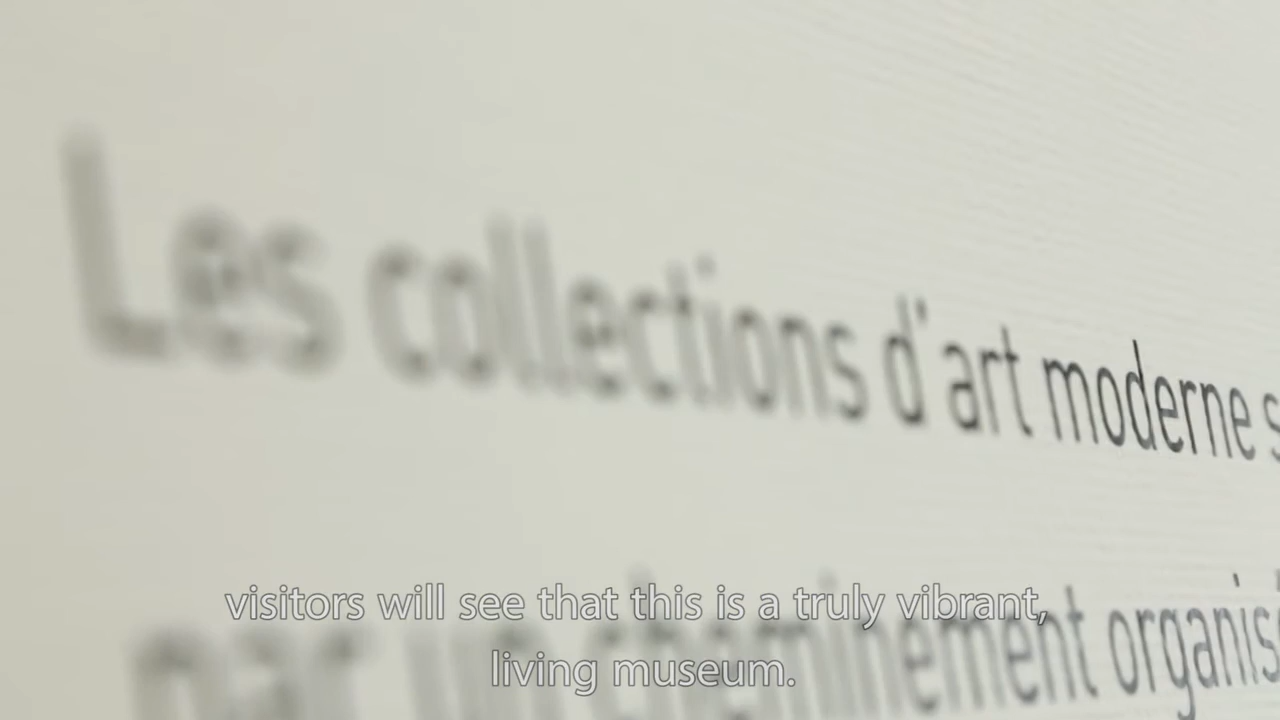 Les collections d'art moderne s
par un cheminement organis
visitors will see that this is a truly vibrant,
living museum.